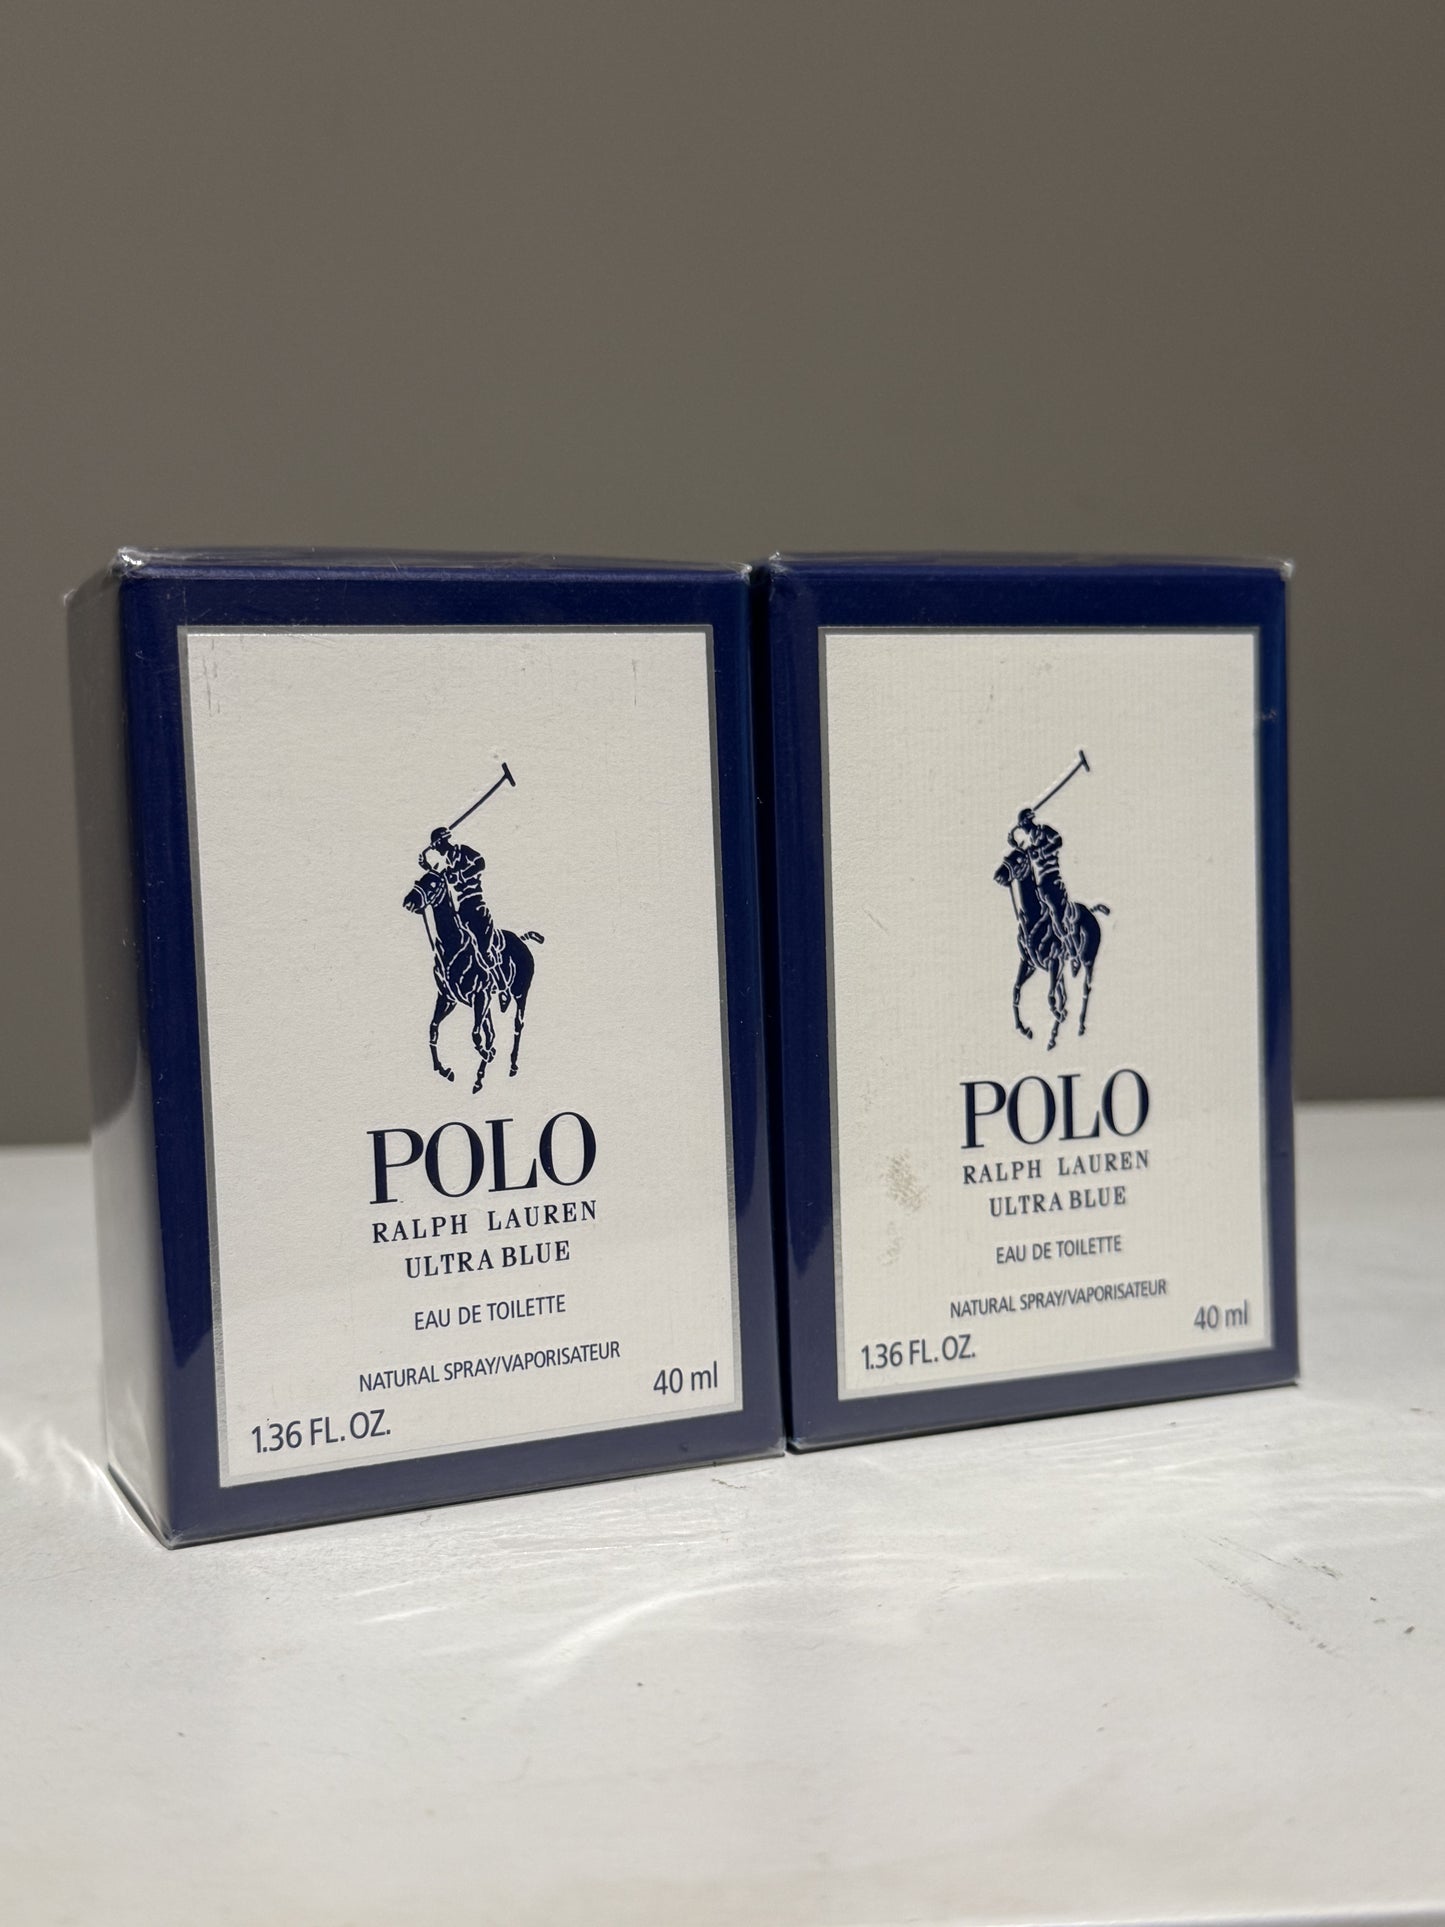 POLO
RALPH LAUREN
ULTRA BLUE
EAU DE TOILETTE
NATURAL SPRAY/VAPORISATEUR
1.36 FL. OZ.
40 ml
POLO
RALPH LAUREN
ULTRA BLUE
EAU DE TOILETTE
NATURAL SPRAY/VAPORISATEUR
1.36 FL. OZ.
40 ml